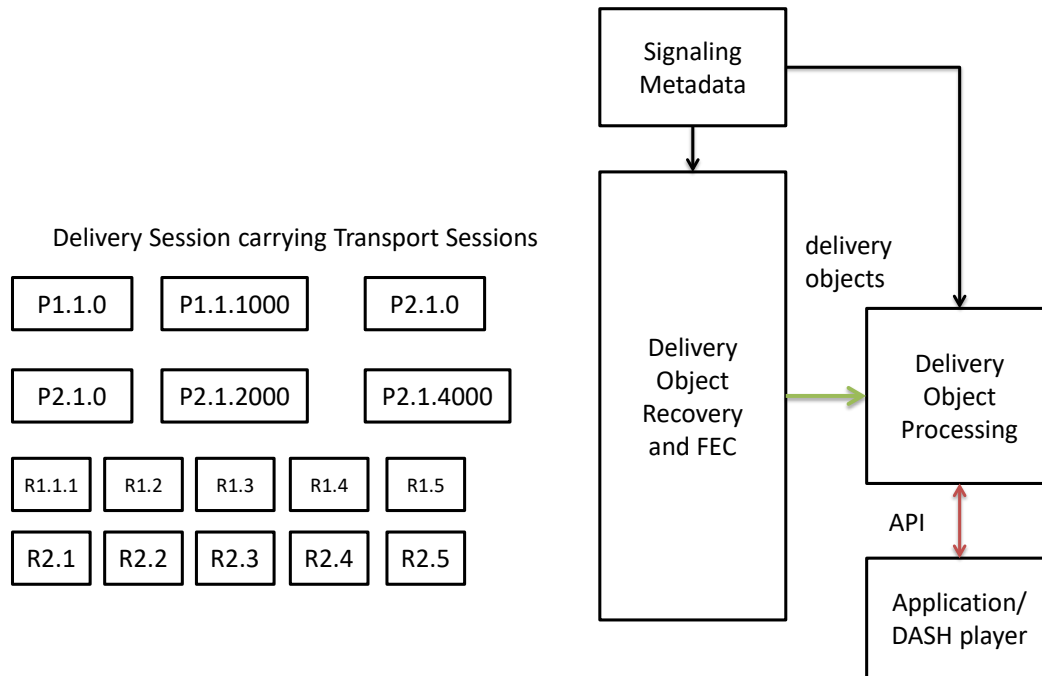 Signaling
Metadata
Delivery Session carrying Transport Sessions
P1.1.0 P1.1.1000 P2.1.0
P2.1.0 P2.1.2000 P2.1.4000
R1.1.1 R1.2 R1.3 R1.4 R1.5
R2.1 R2.2 R2.3 R2.4 R2.5
Delivery
Object
Recovery
and FEC
delivery
objects
Delivery
Object
Processing
API
Application/
DASH player